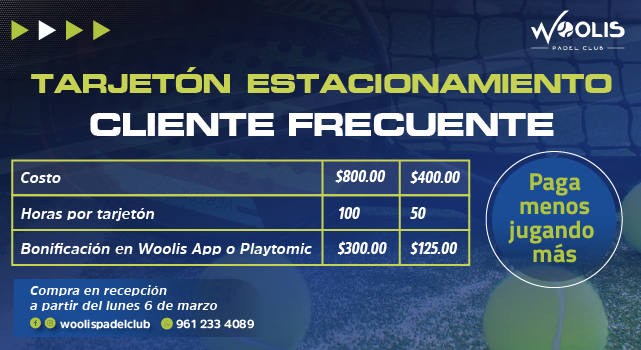 WOOLIS
PADEL CLUB
TARJETÓN ESTACIONAMIENTO
CLIENTE FRECUENTE
Costo $800.00 $400.00
Horas por tarjetón 100 50
Bonificación en Woolis App o Playtomic $300.00 $125.00
Paga
menos
jugando
más
Compra en recepción
a partir del lunes 6 de marzo
woolispadelclub 961 233 4089